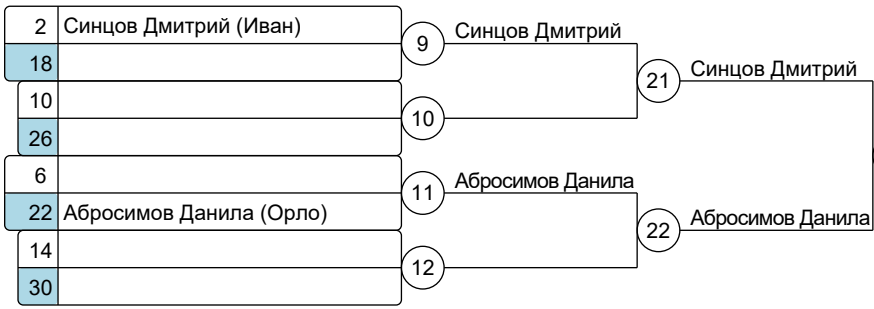 2 Синцов Дмитрий (Иван)
18
9 Синцов Дмитрий
10
26
10
21 Синцов Дмитрий
6
22 Абросимов Данила (Орло)
11 Абросимов Данила
14
30
12
22 Абросимов Данила